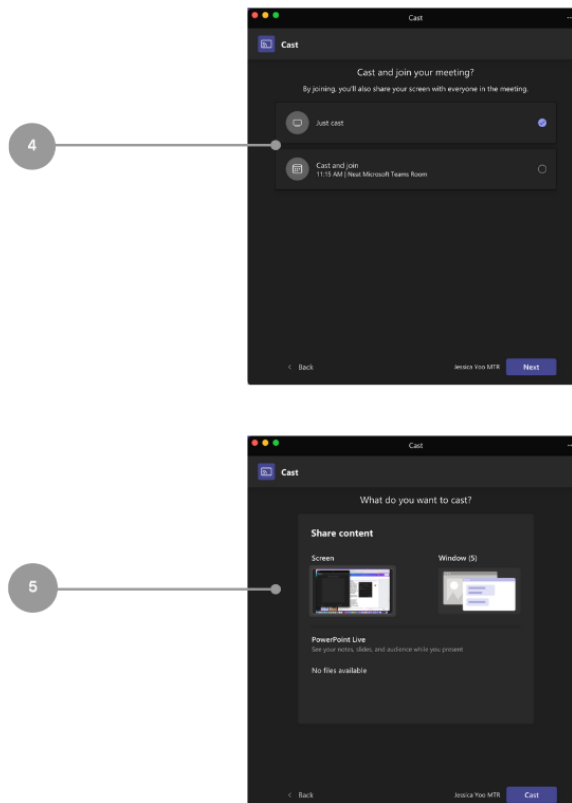 Cast
Cast
Cast and join your meeting?
By joining, you'll also share your screen with everyone in the meeting.
4
Just cast
Cast and join
11:15 AM | Neat Microsoft Teams Room
< Back
Jessica Yoo MTR
Next
Cast
Cast
What do you want to cast?
Share content
Screen
Window (5)
5
PowerPoint Live
See your notes, slides, and audience while you present
No files available
< Back
Jessica Yoo MTR
Cast